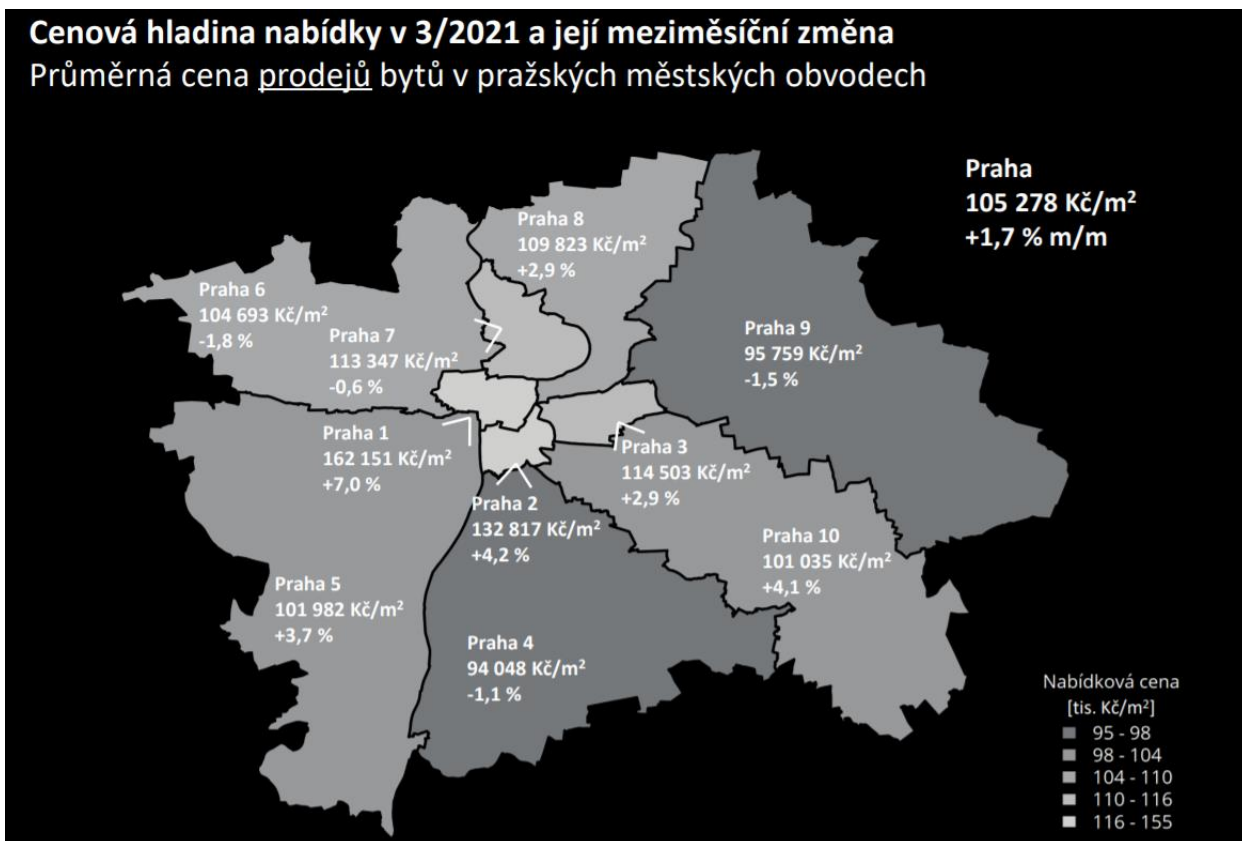 Cenová hladina nabídky v 3/2021 a její meziměsíční změna
Průměrná cena prodejů bytů v pražských městských obvodech
Praha
105 278 Kč/m²
+1,7 % m/m
Praha 8
109 823 Kč/m²
+2,9 %
Praha 6
104 693 Kč/m²
-1,8 %
Praha 7
113 347 Kč/m²
-0,6 %
Praha 9
95 759 Kč/m²
-1,5 %
Praha 1
162 151 Kč/m²
+7,0 %
Praha 3
114 503 Kč/m²
+2,9 %
Praha 2
132 817 Kč/m²
+4,2 %
Praha 10
101 035 Kč/m²
+4,1 %
Praha 5
101 982 Kč/m²
+3,7 %
Praha 4
94 048 Kč/m²
-1,1 %
Nabídková cena
[tis. Kč/m²]
95 - 98
98 - 104
104 - 110
110 - 116
116 - 155